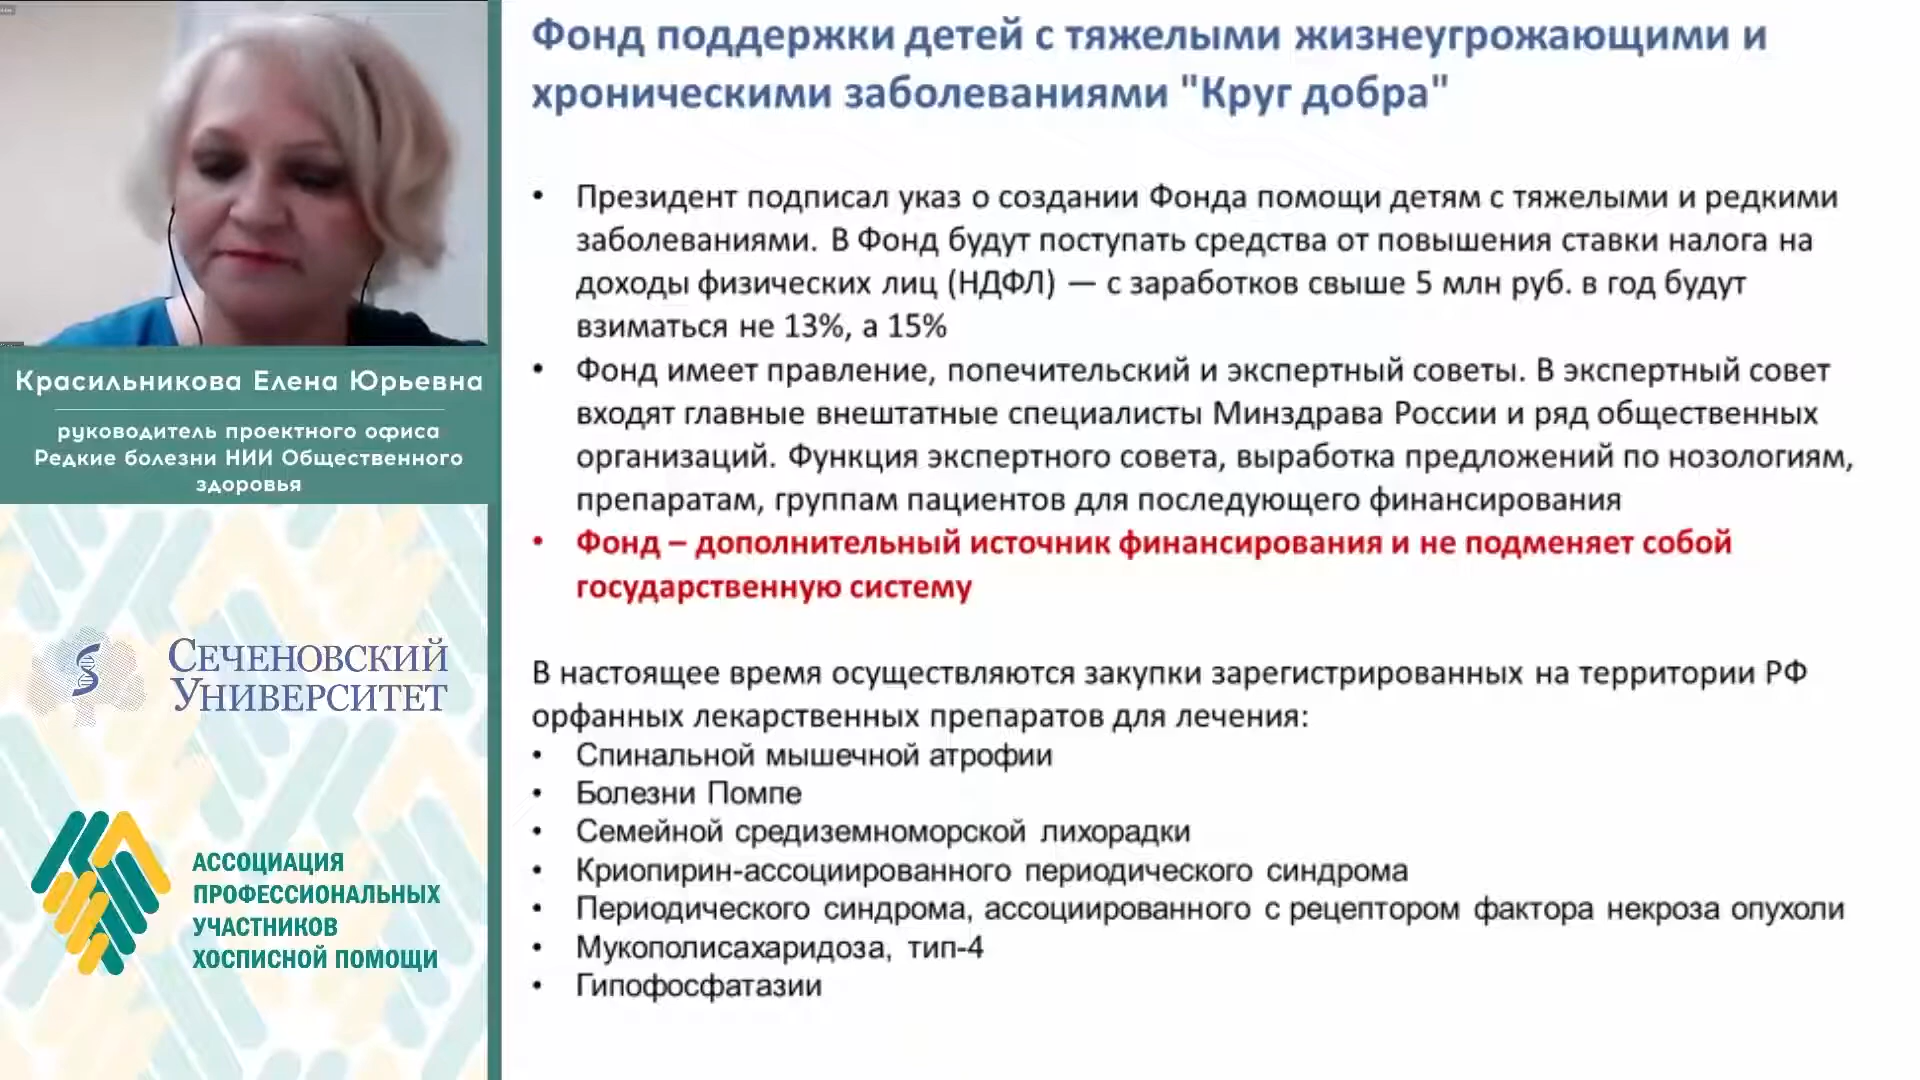 Фонд поддержки детей с тяжелыми жизнеугрожающими и
хроническими заболеваниями "Круг добра"
• Президент подписал указ о создании Фонда помощи детям с тяжелыми и редкими
заболеваниями. В Фонд будут поступать средства от повышения ставки налога на
доходы физических лиц (НДФЛ) — с заработков свыше 5 млн руб. в год будут
взиматься не 13%, а 15%
• Фонд имеет правление, попечительский и экспертный советы. В экспертный совет
входят главные внештатные специалисты Минздрава России и ряд общественных
организаций. Функция экспертного совета, выработка предложений по нозологиям,
препаратам, группам пациентов для последующего финансирования
• Фонд – дополнительный источник финансирования и не подменяет собой
государственную систему
В настоящее время осуществляются закупки зарегистрированных на территории РФ
орфанных лекарственных препаратов для лечения:
• Спинальной мышечной атрофии
• Болезни Помпе
• Семейной средиземноморской лихорадки
• Криопирин-ассоциированного периодического синдрома
• Периодического синдрома, ассоциированного с рецептором фактора некроза опухоли
• Мукополисахаридоза, тип-4
• Гипофосфатазии
Красильникова Елена Юрьевна
руководитель проектного офиса
Редкие болезни НИИ Общественного
здоровья
СЕЧЕНОВСКИЙ
УНИВЕРСИТЕТ
АССОЦИАЦИЯ
ПРОФЕССИОНАЛЬНЫХ
УЧАСТНИКОВ
ХОСПИСНОЙ ПОМОЩИ